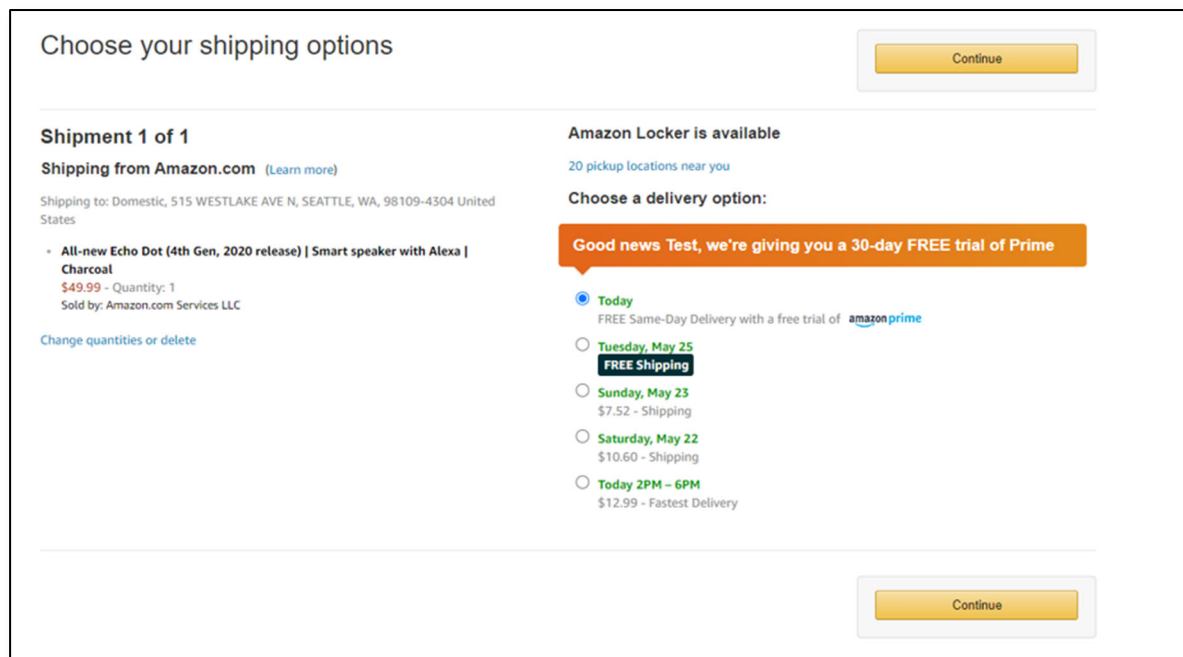 Choose your shipping options
Continue
Shipment 1 of 1
Shipping from Amazon.com (Learn more)
Shipping to: Domestic, 515 WESTLAKE AVE N, SEATTLE, WA, 98109-4304 United
States
All-new Echo Dot (4th Gen, 2020 release) | Smart speaker with Alexa |
Charcoal
$49.99 - Quantity: 1
Sold by: Amazon.com Services LLC
Change quantities or delete
Amazon Locker is available
20 pickup locations near you
Choose a delivery option:
Good news Test, we're giving you a 30-day FREE trial of Prime
Today
FREE Same-Day Delivery with a free trial of amazon prime
Tuesday, May 25
FREE Shipping
Sunday, May 23
$7.52 - Shipping
Saturday, May 22
$10.60 - Shipping
Today 2PM – 6PM
$12.99 - Fastest Delivery
Continue